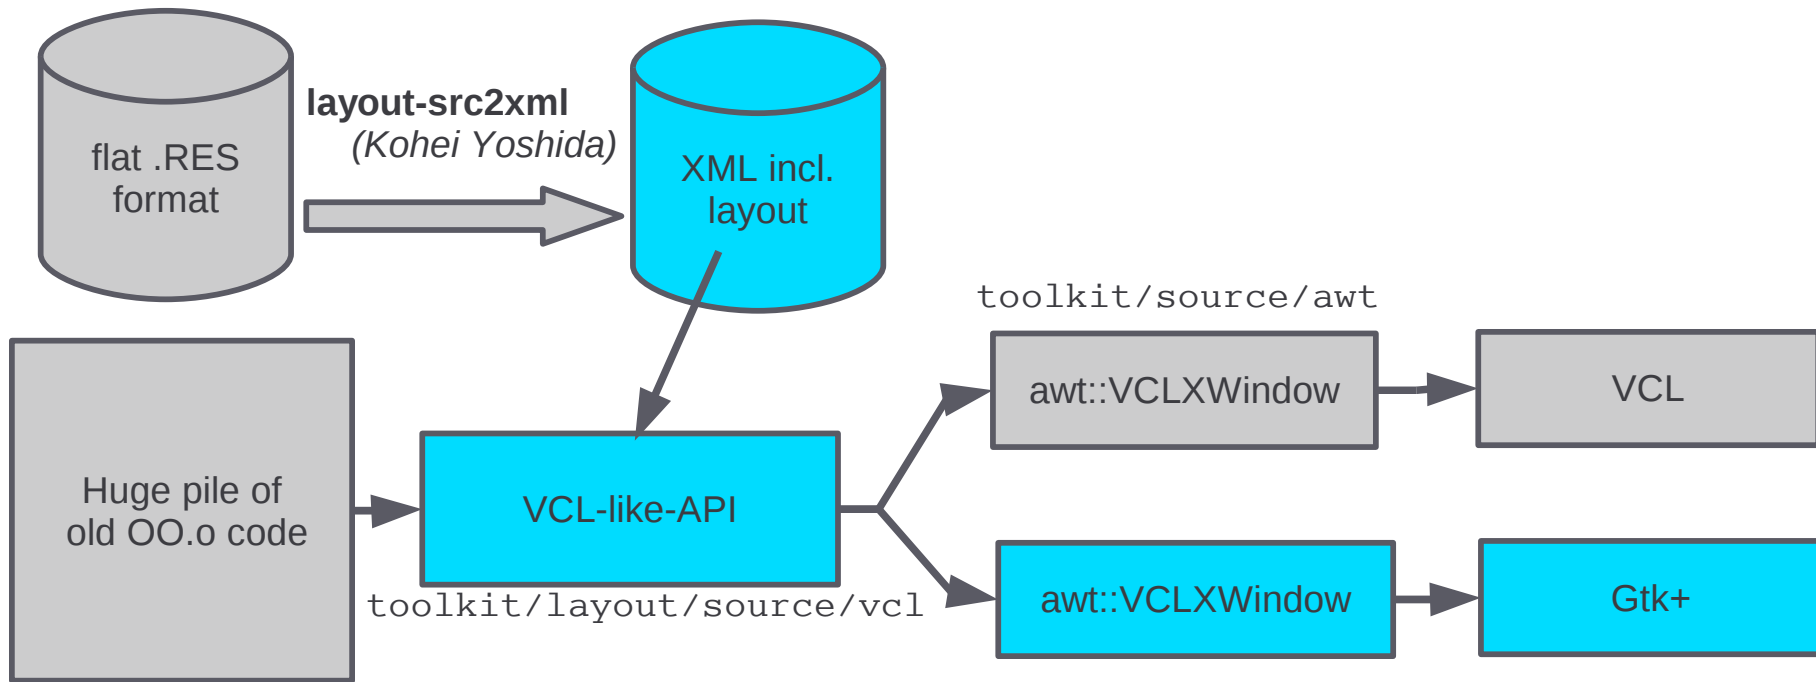 flat .RES
format
layout-src2xml
(Kohei Yoshida)
XML incl.
layout
toolkit/source/awt
awt::VCLXWindow
VCL
Huge pile of
old OO.o code
VCL-like-API
toolkit/layout/source/vcl
awt::VCLXWindow
Gtk+